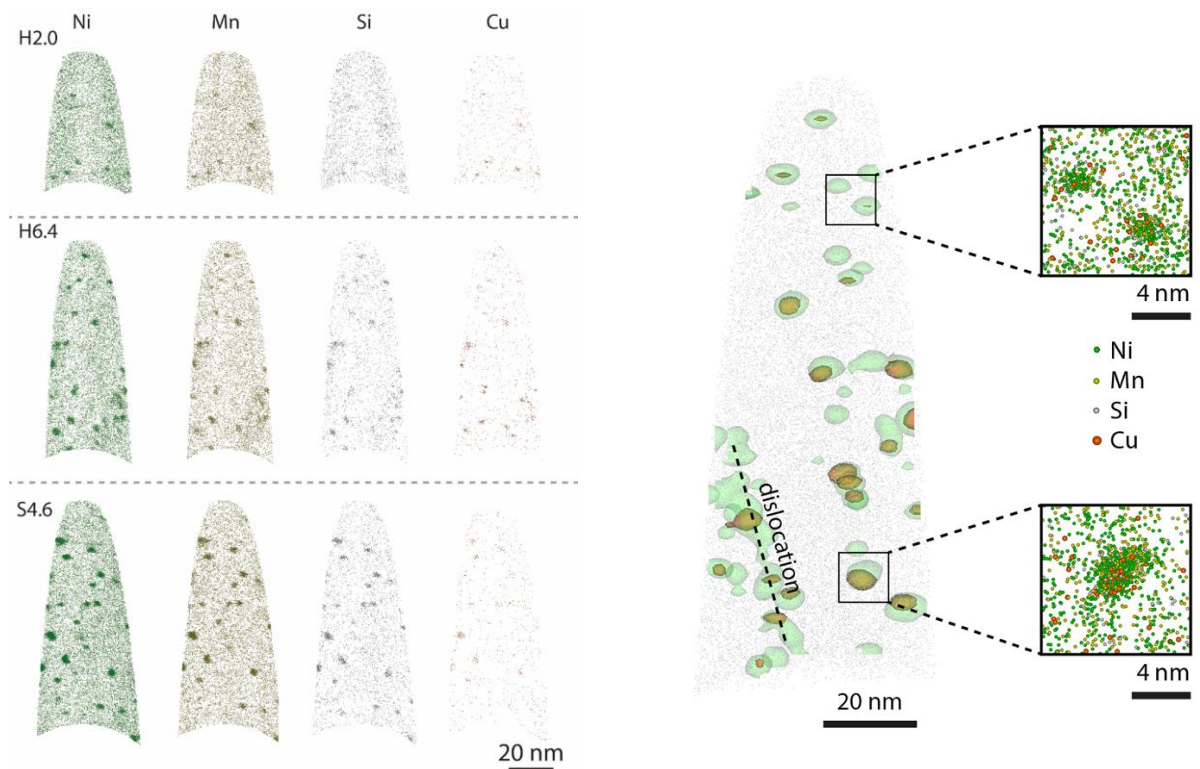 Ni Mn Si Cu
H2.0
H6.4
S4.6
20 nm
dislocation
20 nm
4 nm
Ni
Mn
Si
Cu
4 nm